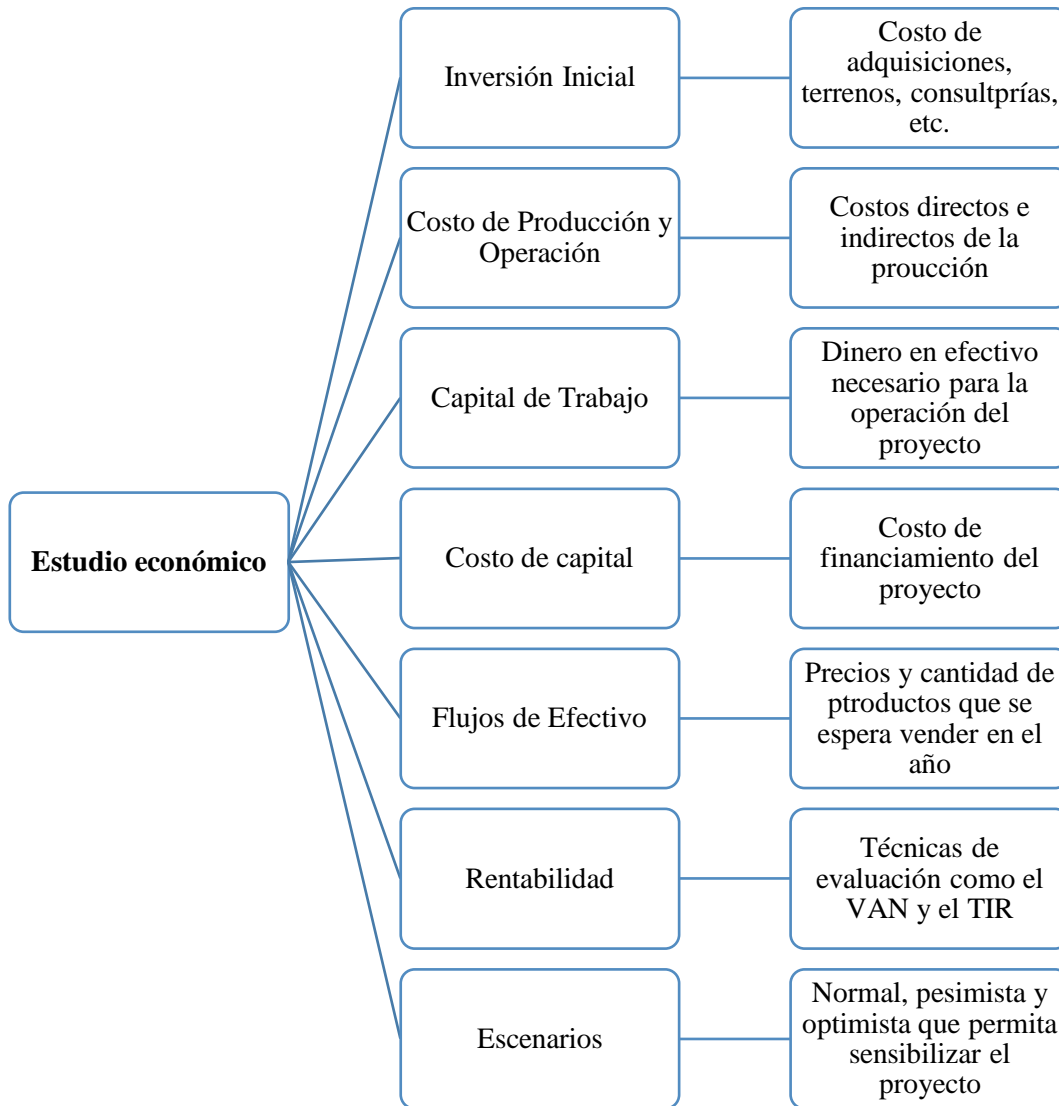 Estudio económico
Inversión Inicial
Costo de
adquisiciones,
terrenos, consultprías,
etc.
Costo de Producción y
Operación
Costos directos e
indirectos de la
proucción
Capital de Trabajo
Dinero en efectivo
necesario para la
operación del
proyecto
Costo de capital
Costo de
financiamiento del
proyecto
Flujos de Efectivo
Precios y cantidad de
ptroductos que se
espera vender en el
año
Rentabilidad
Técnicas de
evaluación como el
VAN y el TIR
Escenarios
Normal, pesimista y
optimista que permita
sensibilizar el
proyecto